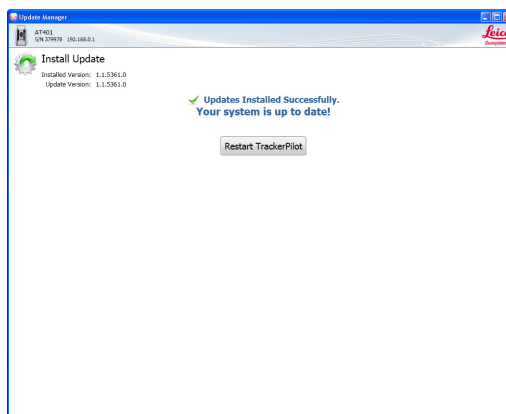 Update Manager
AT401
S/N 379978 192.168.0.1
Leica
Geosystems
Install Update
Installed Version: 1.1.5361.0
Update Version: 1.1.5361.0
Updates Installed Successfully.
Your system is up to date!
Restart TrackerPilot